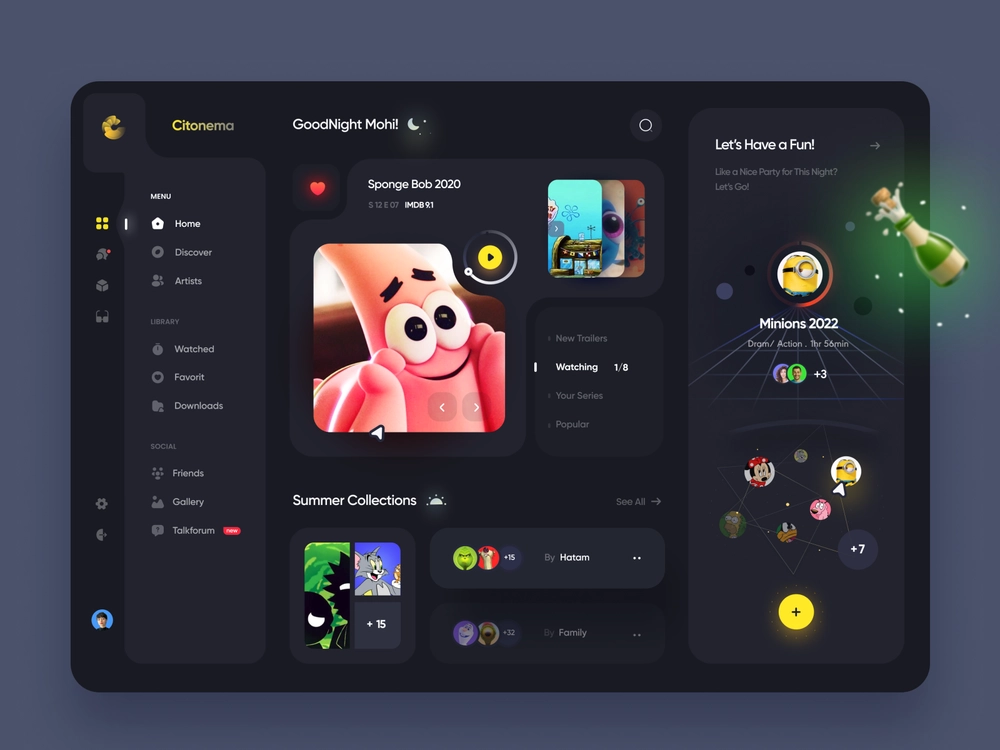 Citonema
GoodNight Mohi!
MENU
Home
Discover
Artists
LIBRARY
Watched
Favorit
Downloads
SOCIAL
Friends
Gallery
Talkforum new
Sponge Bob 2020
S 12 E 07 IMDB 9.1
New Trailers
Watching 1/8
Your Series
Popular
Summer Collections
See All
+ 15
+15
By Hatam
+32
By Family
Let's Have a Fun!
Like a Nice Party for This Night?
Let's Go!
Minions 2022
Dram/ Action . 1hr 56min
+3
+7
+